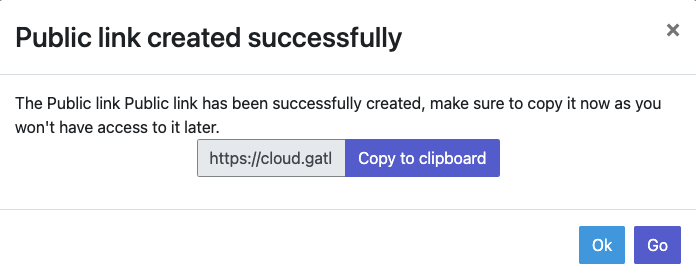 Public link created successfully
×
The Public link Public link has been successfully created, make sure to copy it now as you
won't have access to it later.
https://cloud.gatl Copy to clipboard
Ok Go